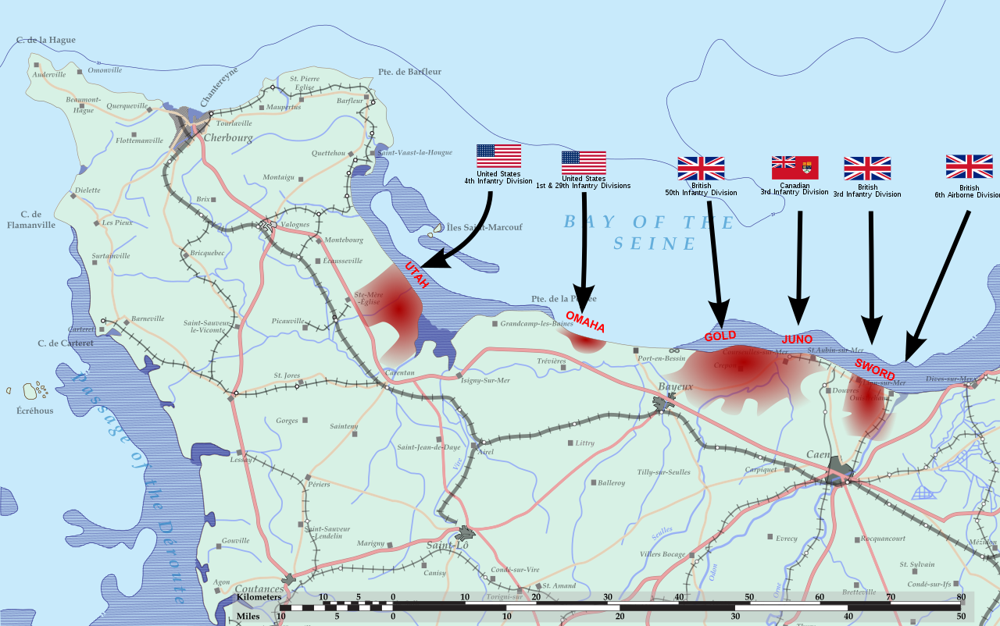 C. de la Hague
Auderville
Omonville
Beaumont-
Hague
Querqueville
Chantereyne
Tourlaville
Cherbourg
Flottemanville
St. Pierre
Eglise
Maupertus
Barfleur
Pte. de Barfleur
Quettehou
Saint-Vaast-la-Hougue
Montaigu
Dielette
C. de
Flamanville
Les Pieux
Brix
Valognes
Montebourg
Îles Saint-Marcouf
Surtainville
Bricquebec
Ecausseville
United States
4th Infantry Division
United States
1st & 29th Infantry Divisions
British
50th Infantry Division
Canadian
3rd Infantry Division
British
3rd Infantry Division
British
6th Airborne Division
BAY OF THE
SEINE
UTAH
OMAHA
GOLD
JUNO
SWORD
Ste-Mère
-Église
Pte. de la Percée
Grandcamp-les-Baines
Barneville
Carteret
C. de Carteret
Saint-Sauveur
le-Vicomte
Picauville
Port-en-Bessin
Trévières
St.Aubin-sur-Mer
Douvres
Dives-sur-Mer
St. Jores
Carentan
Isigny-Sur-Mer
Bayeux
Écréhous
Passage of the Déroute
Gorges
Sainteny
Saint-Jean-de-Daye
Airel
Vire
Littry
Lessay
Périers
Balleroy
Tilly-sur-Seulles
Carpiquet
Caen
Saint-Sauveur
Lendelin
Marigny
Saint-Lô
Seulles
Gouville
Evrecy
Rocquancourt
Mézidon
Villers Bocage
Odon
Orne
Canisy
Condé-sur-Vire
St. Amand
Torigni-sur
St. Sylvain
Condé-sur-Ifs
Bretteville
Agon
Coutances
Kilometers 10 5 0 10 20 30 40 50 60 70 80
Miles 10 5 0 10 20 30 40 50